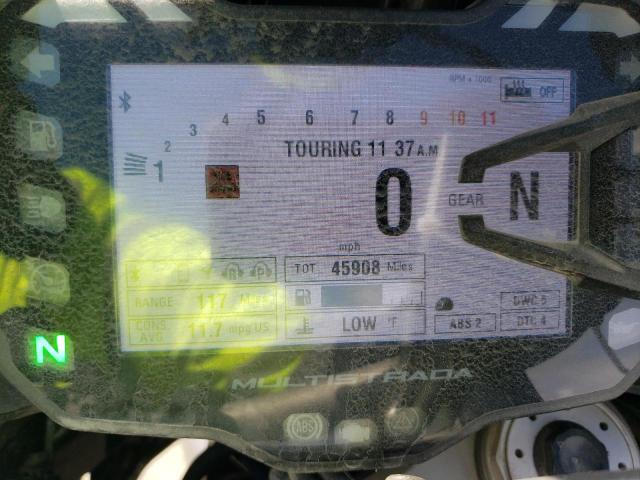 RPM x 1000
OFF
1 2 3 4 5 6 7 8 9 10 11
TOURING 11 37 A.M
0
GEAR N
mph
TOT 45908 Miles
RANGE 117
CONS. AVG 11.7 mpg US
LOW °F
ABS 2
DWC 5
DTC 4
N
MULTISTRADA
ABS